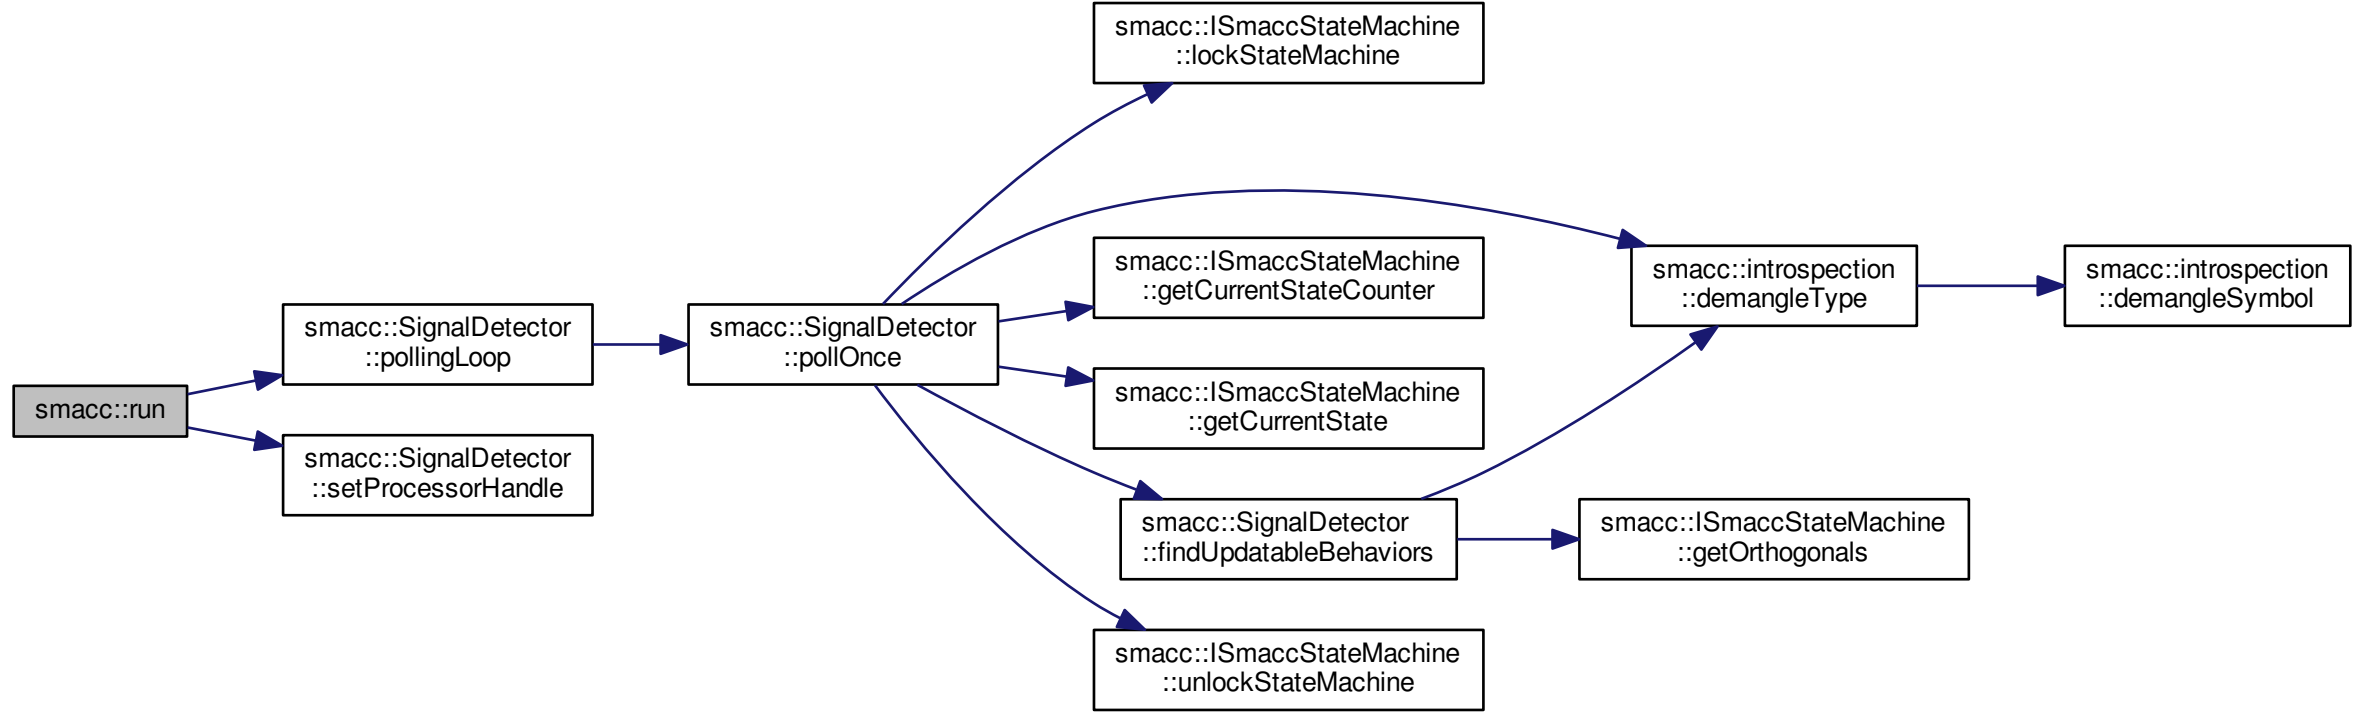 smacc::run
smacc::SignalDetector
::pollingLoop
smacc::SignalDetector
::setProcessorHandle
smacc::SignalDetector
::pollOnce
smacc::ISmaccStateMachine
::lockStateMachine
smacc::ISmaccStateMachine
::getCurrentStateCounter
smacc::ISmaccStateMachine
::getCurrentState
smacc::SignalDetector
::findUpdatableBehaviors
smacc::ISmaccStateMachine
::unlockStateMachine
smacc::introspection
::demangleType
smacc::ISmaccStateMachine
::getOrthogonals
smacc::introspection
::demangleSymbol